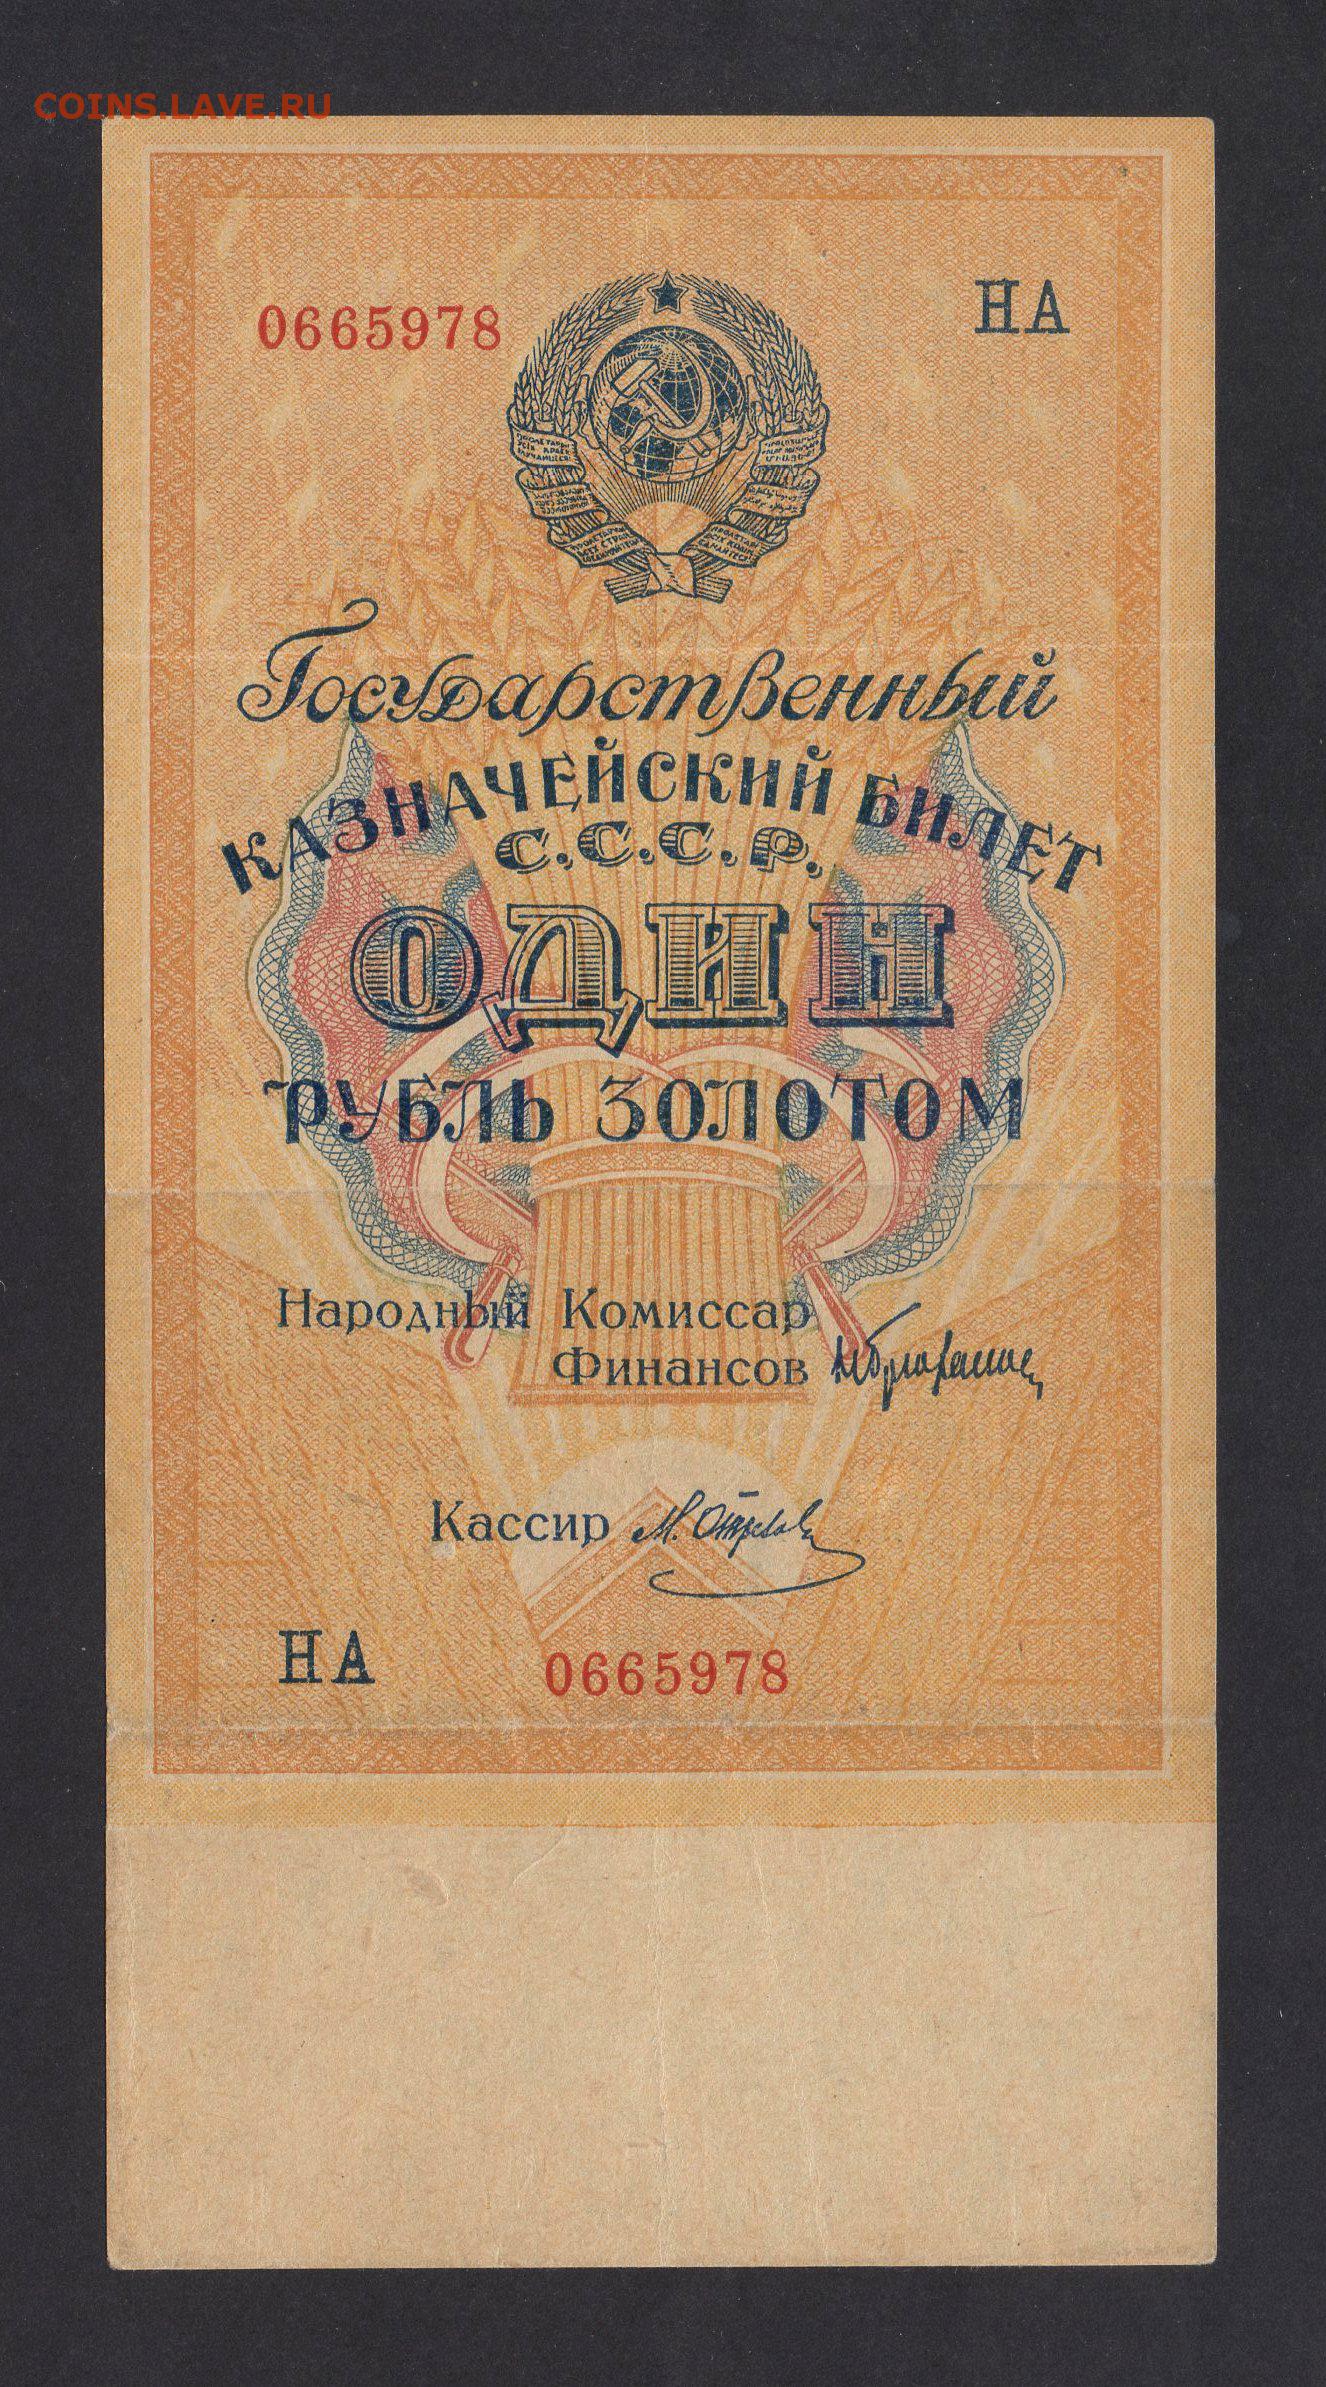 COINS.LAVE.RU
0665978 НА
Государственный
КАЗНАЧЕЙСКИЙ БИЛЕТ
С.С.С.Р.
ОДИН
РУБЛЬ ЗОЛОТОМ
Народный Комиссар
Финансов
Кассир
НА 0665978